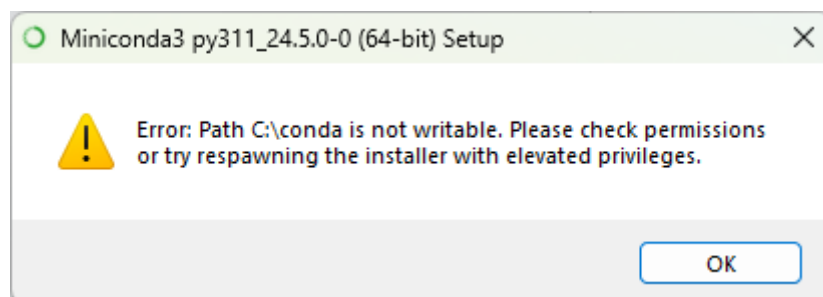 Miniconda3 py311_24.5.0-0 (64-bit) Setup
Error: Path C:\conda is not writable. Please check permissions
or try respawning the installer with elevated privileges.
OK